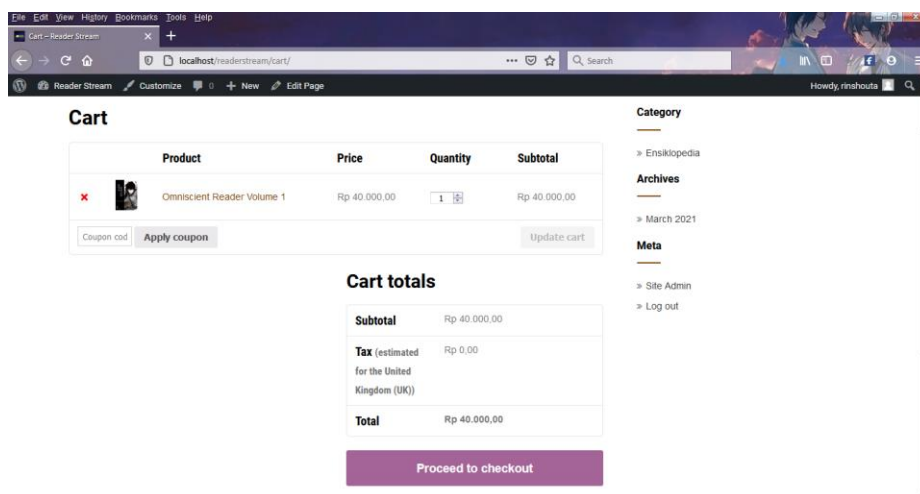 File Edit View History Bookmarks Tools Help
Cart – Reader Stream
localhost/readerstream/cart/
Search
Reader Stream Customize 0 New Edit Page
Howdy, rinshouta
Cart
Product Price Quantity Subtotal
Omniscient Reader Volume 1 Rp 40.000,00 1 Rp 40.000,00
Coupon cod Apply coupon Update cart
Cart totals
Subtotal Rp 40.000,00
Tax (estimated Rp 0,00
for the United
Kingdom (UK))
Total Rp 40.000,00
Proceed to checkout
Category
» Ensiklopedia
Archives
» March 2021
Meta
» Site Admin
» Log out